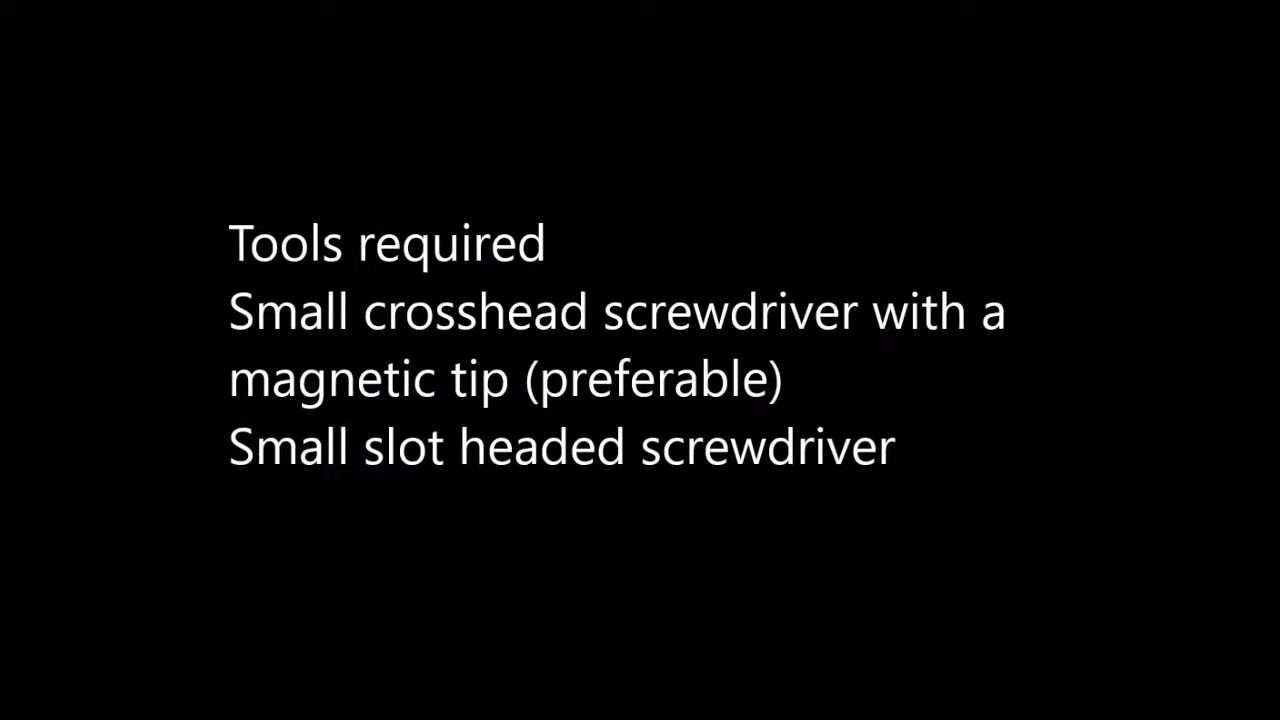 Tools required
Small crosshead screwdriver with a
magnetic tip (preferable)
Small slot headed screwdriver